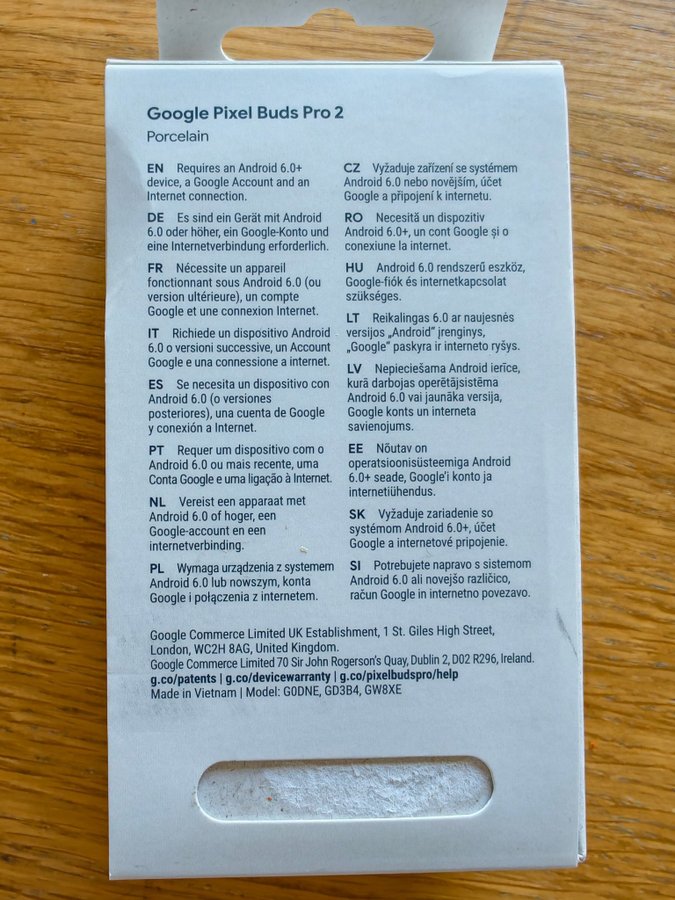 Google Pixel Buds Pro 2
Porcelain
EN Requires an Android 6.0+
device, a Google Account and an
Internet connection.
DE Es sind ein Gerät mit Android
6.0 oder höher, ein Google-Konto und
eine Internetverbindung erforderlich.
FR Nécessite un appareil
fonctionnant sous Android 6.0 (ou
version ultérieure), un compte
Google et une connexion Internet.
IT Richiede un dispositivo Android
6.0 o versioni successive, un Account
Google e una connessione a internet.
ES Se necesita un dispositivo con
Android 6.0 (o versiones
posteriores), una cuenta de Google
y conexión a Internet.
PT Requer um dispositivo com o
Android 6.0 ou mais recente, uma
Conta Google e uma ligação à Internet.
NL Vereist een apparaat met
Android 6.0 of hoger, een
Google-account en een
internetverbinding.
PL Wymaga urządzenia z systemem
Android 6.0 lub nowszym, konta
Google i połączenia z internetem.
CZ Vyžaduje zařízení se systémem
Android 6.0 nebo novějším, účet
Google a připojení k internetu.
RO Necesită un dispozitiv
Android 6.0+, un cont Google și o
conexiune la internet.
HU Android 6.0 rendszerű eszköz,
Google-fiók és internetkapcsolat
szükséges.
LT Reikalingas 6.0 ar naujesnės
versijos „Android“ įrenginys,
„Google“ paskyra ir interneto ryšys.
LV Nepieciešama Android ierīce,
kurā darbojas operētājsistēma
Android 6.0 vai jaunāka versija,
Google konts un interneta
savienojums.
EE Nõutav on
operatsioonisüsteemiga Android
6.0+ seade, Google'i konto ja
internetiühendus.
SK Vyžaduje zariadenie so
systémom Android 6.0+, účet
Google a internetové pripojenie.
SI Potrebujete napravo s sistemom
Android 6.0 ali novejšo različico,
račun Google in internetno povezavo.
Google Commerce Limited UK Establishment, 1 St. Giles High Street,
London, WC2H 8AG, United Kingdom.
Google Commerce Limited 70 Sir John Rogerson's Quay, Dublin 2, D02 R296, Ireland.
g.co/patents | g.co/devicewarranty | g.co/pixelbudspro/help
Made in Vietnam | Model: G0DNE, GD3B4, GW8XE